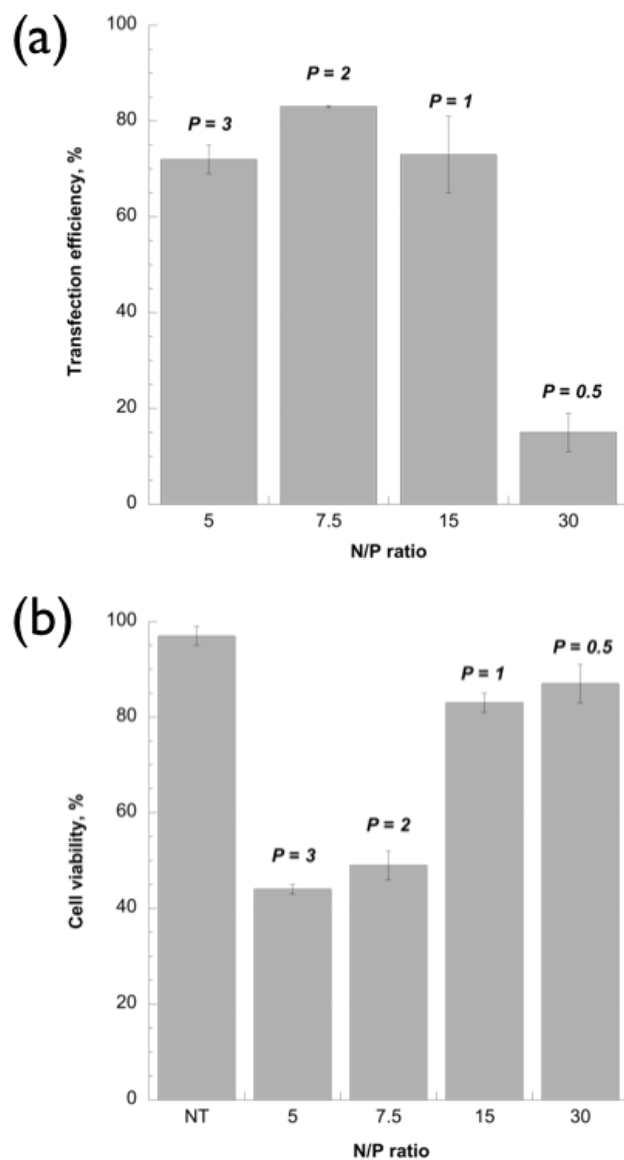 (a)
100
80
60
40
20
0
Transfection efficiency, %
P = 3
P = 2
P = 1
P = 0.5
5 7.5 15 30
N/P ratio
(b)
100
80
60
40
20
0
Cell viability, %
P = 3
P = 2
P = 1
P = 0.5
NT 5 7.5 15 30
N/P ratio